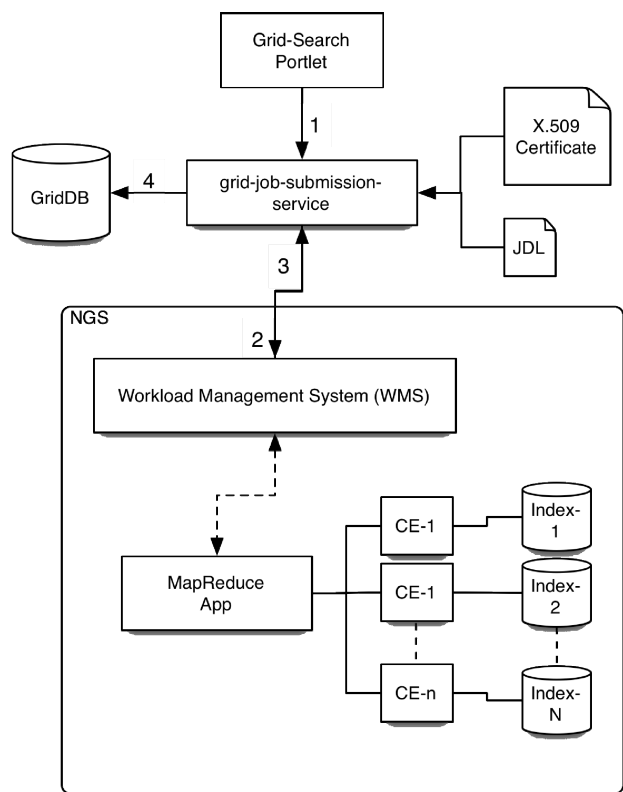 Grid-Search
Portlet
1
X.509
Certificate
GridDB
4
grid-job-submission-
service
JDL
3
NGS
2
Workload Management System (WMS)
CE-1
Index-
1
MapReduce
App
CE-1
Index-
2
CE-n
Index-
N